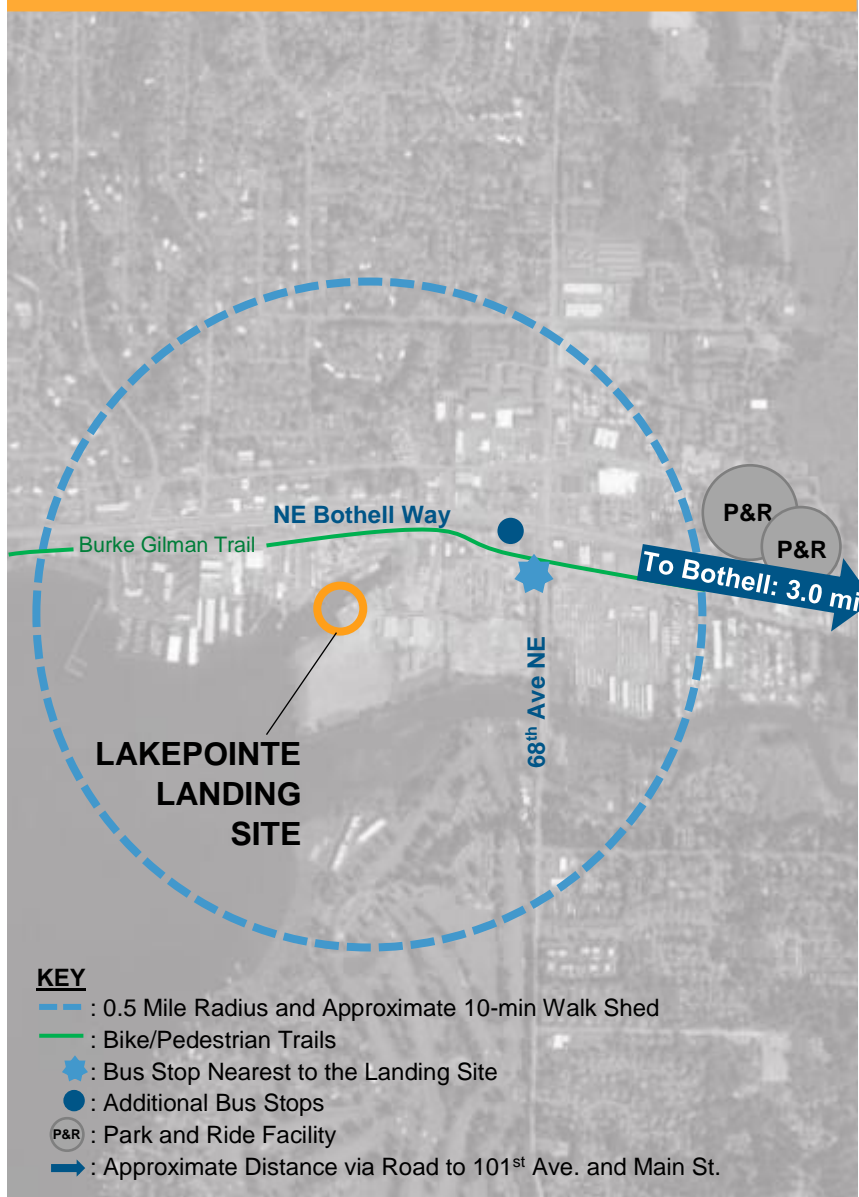 P&R
P&R
NE Bothell Way
Burke Gilman Trail
To Bothell: 3.0 mi
68th Ave NE
LAKEPOINTE
LANDING
SITE
KEY
: 0.5 Mile Radius and Approximate 10-min Walk Shed
: Bike/Pedestrian Trails
: Bus Stop Nearest to the Landing Site
: Additional Bus Stops
P&R : Park and Ride Facility
: Approximate Distance via Road to 101st Ave. and Main St.